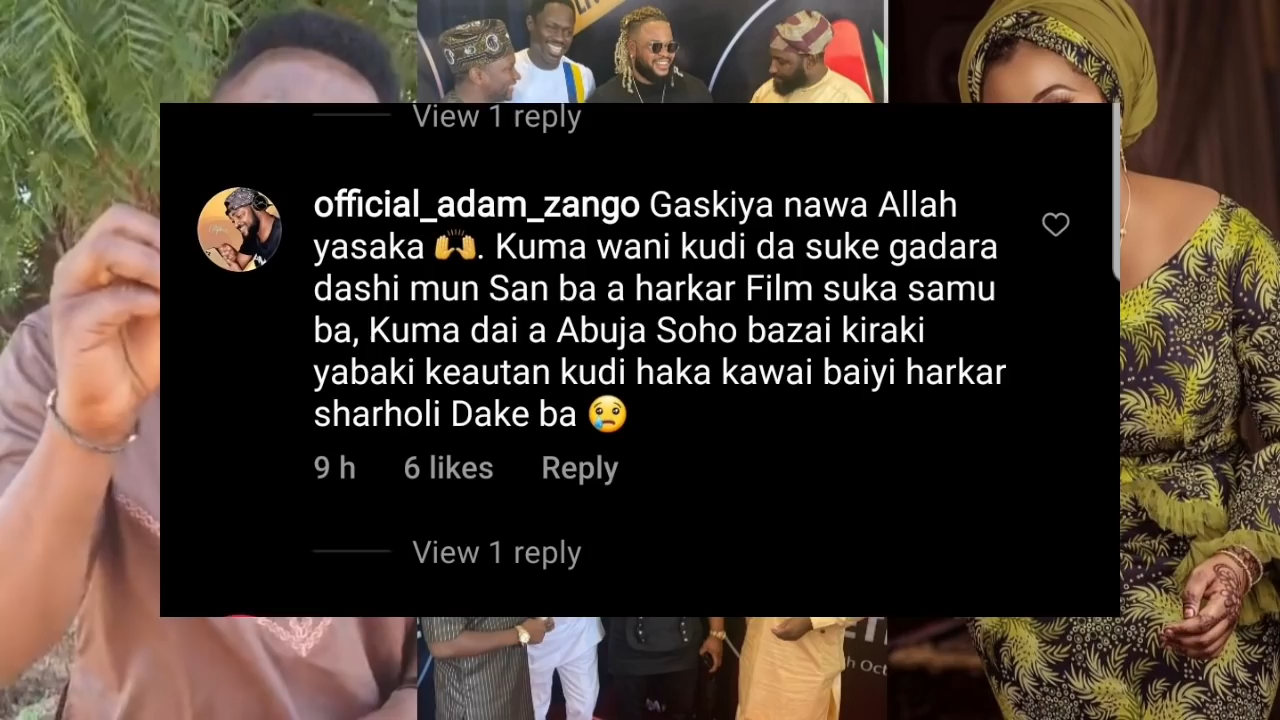 View 1 reply
official_adam_zango Gaskiya nawa Allah
yasaka 🙌. Kuma wani kudi da suke gadara
dashi mun San ba a harkar Film suka samu
ba, Kuma dai a Abuja Soho bazai kiraki
yabaki keautan kudi haka kawai baiyi harkar
sharholi Dake ba 😢
9 h 6 likes Reply
View 1 reply